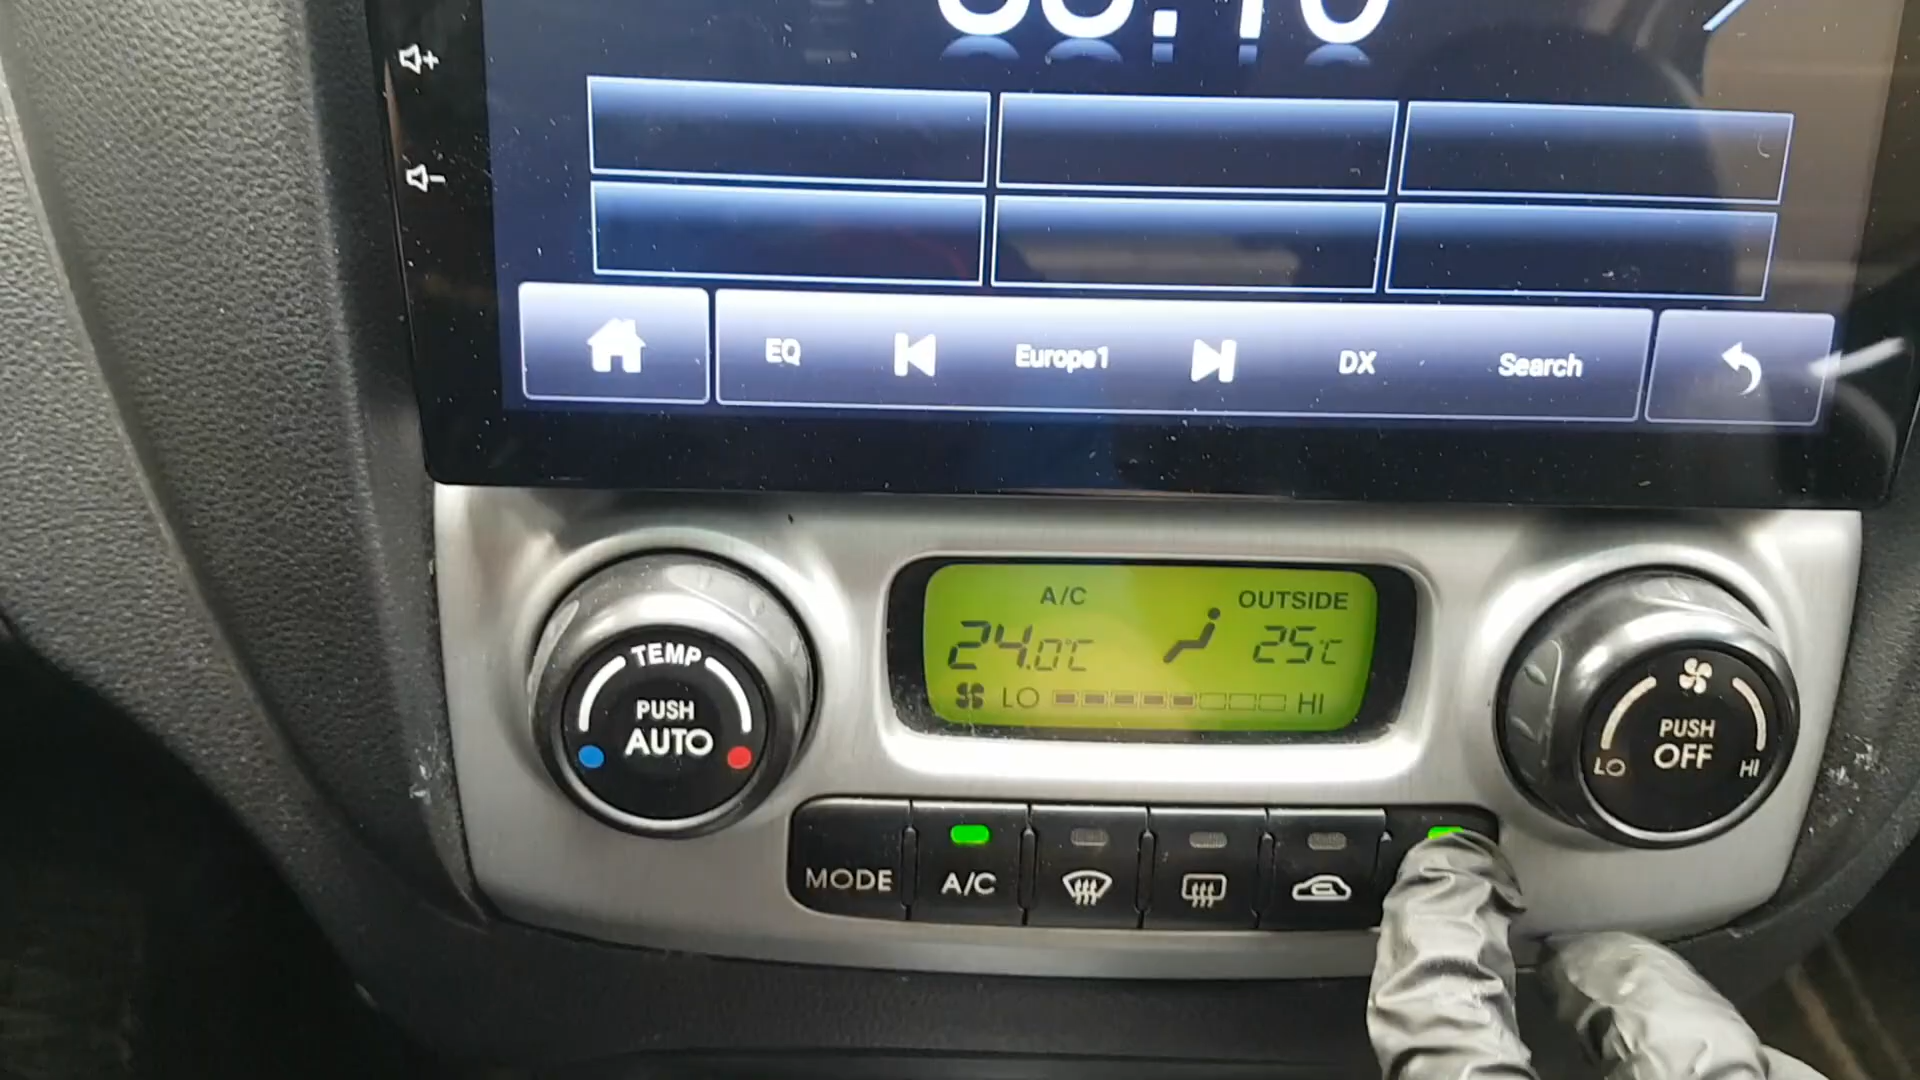 EQ Europe1 DX Search
A/C OUTSIDE
24.0℃ 25℃
LO HI
TEMP
PUSH
AUTO
PUSH
OFF
LO HI
MODE A/C